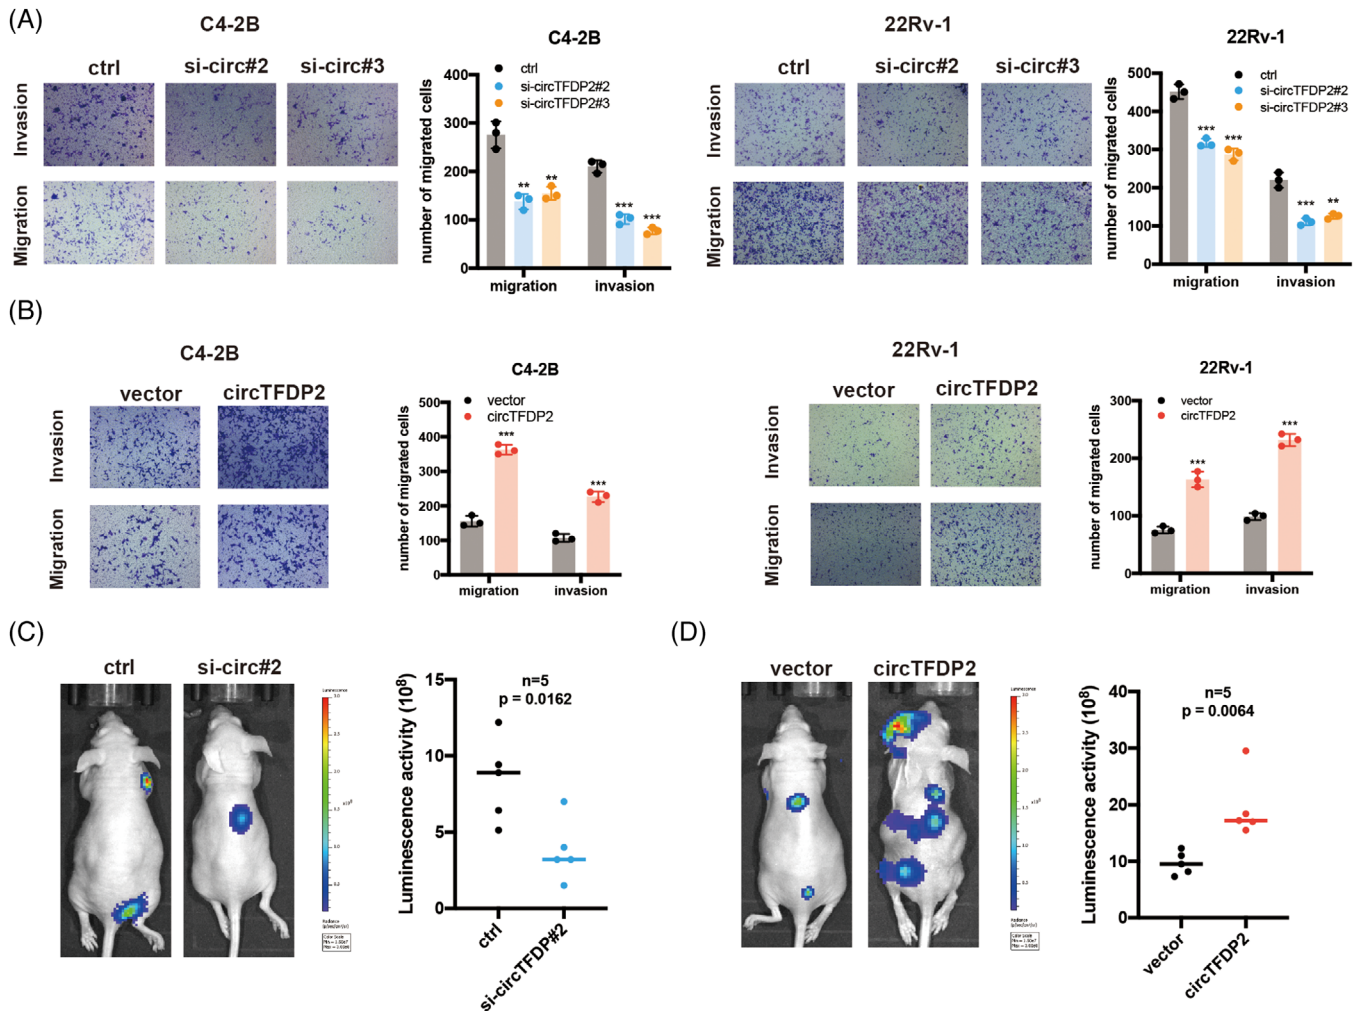 (A)
C4-2B
ctrl si-circ#2 si-circ#3
Invasion
Migration
C4-2B
number of migrated cells
400
300
200
100
0
ctrl
si-circTFDP2#2
si-circTFDP2#3
** **
*** ***
migration invasion
22Rv-1
ctrl si-circ#2 si-circ#3
Invasion
Migration
22Rv-1
number of migrated cells
500
400
300
200
100
0
ctrl
si-circTFDP2#2
si-circTFDP2#3
*** ***
*** **
migration invasion
(B)
C4-2B
vector circTFDP2
Invasion
Migration
C4-2B
number of migrated cells
500
400
300
200
100
0
vector
circTFDP2
***
***
migration invasion
22Rv-1
vector circTFDP2
Invasion
Migration
22Rv-1
number of migrated cells
300
200
100
0
vector
circTFDP2
***
***
migration invasion
(C)
ctrl si-circ#2
Luminescence
Luminescence activity (10⁸)
15
10
5
0
n=5
p = 0.0162
ctrl
si-circTFDP#2
(D)
vector circTFDP2
Luminescence
Luminescence activity (10⁸)
40
30
20
10
0
n=5
p = 0.0064
vector
circTFDP2